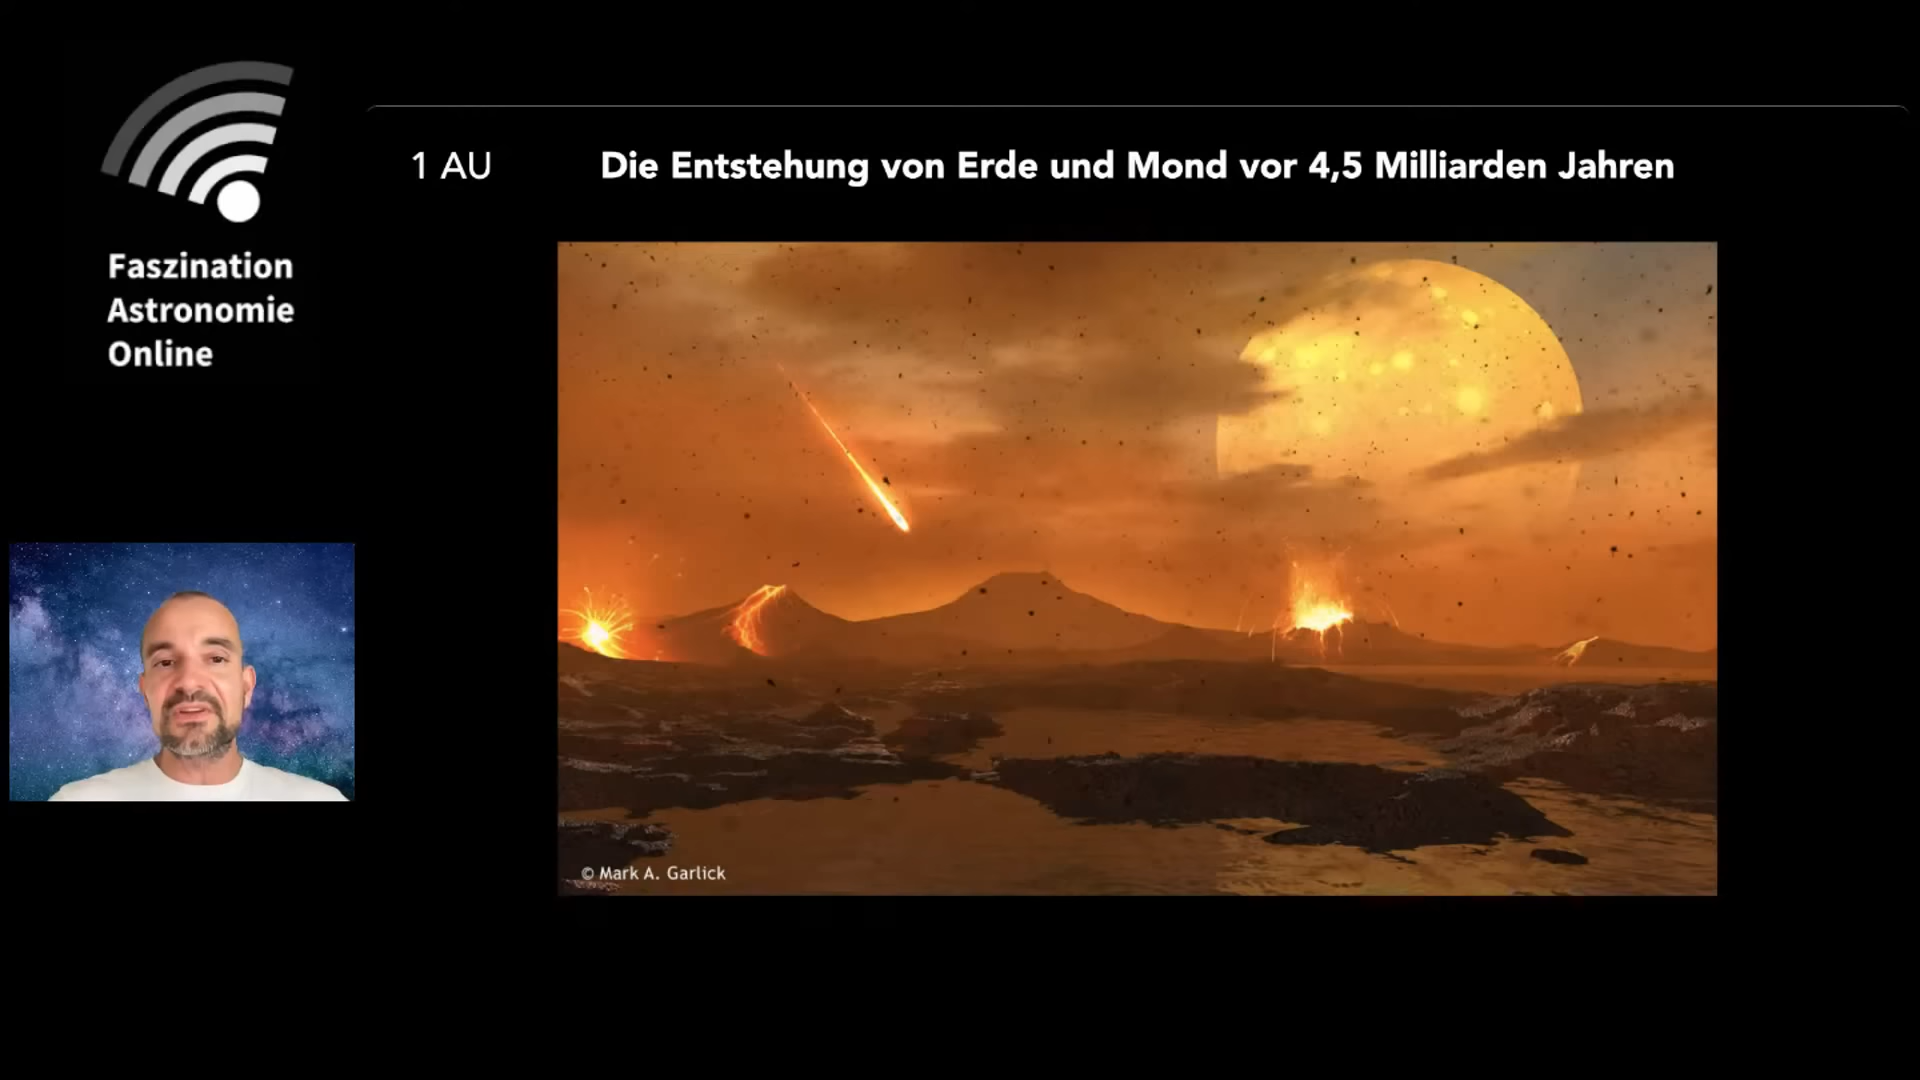 Faszination
Astronomie
Online
1 AU
Die Entstehung von Erde und Mond vor 4,5 Milliarden Jahren
© Mark A. Garlick